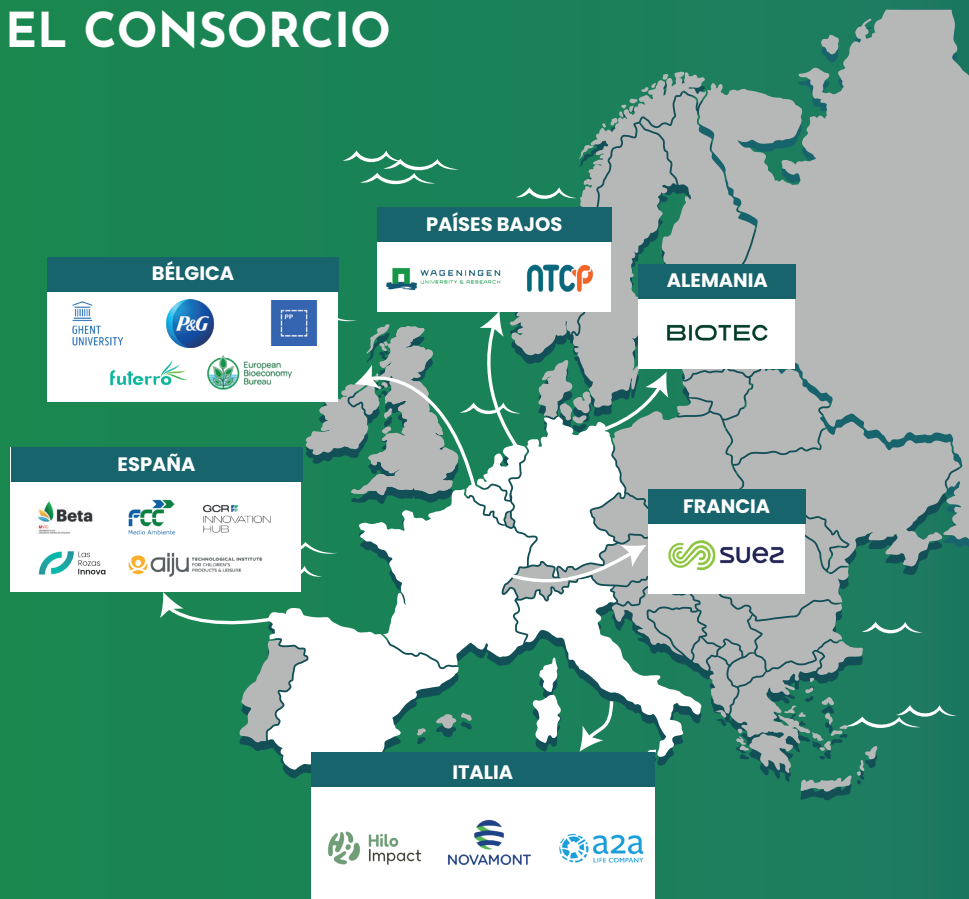 EL CONSORCIO
PAÍSES BAJOS
WAGENINGEN
UNIVERSITY & RESEARCH
NTCP
BÉLGICA
GHENT
UNIVERSITY
P&G
PP
futerro
European
Bioeconomy
Bureau
ALEMANIA
BIOTEC
ESPAÑA
Beta
FCC
Medio Ambiente
GCR
INNOVATION
HUB
Las
Rozas
Innova
aiju
TECHNOLOGICAL INSTITUTE
FOR CHILDREN'S
PRODUCTS & LEISURE
FRANCIA
suez
ITALIA
Hilo
Impact
NOVAMONT
a2a
LIFE COMPANY